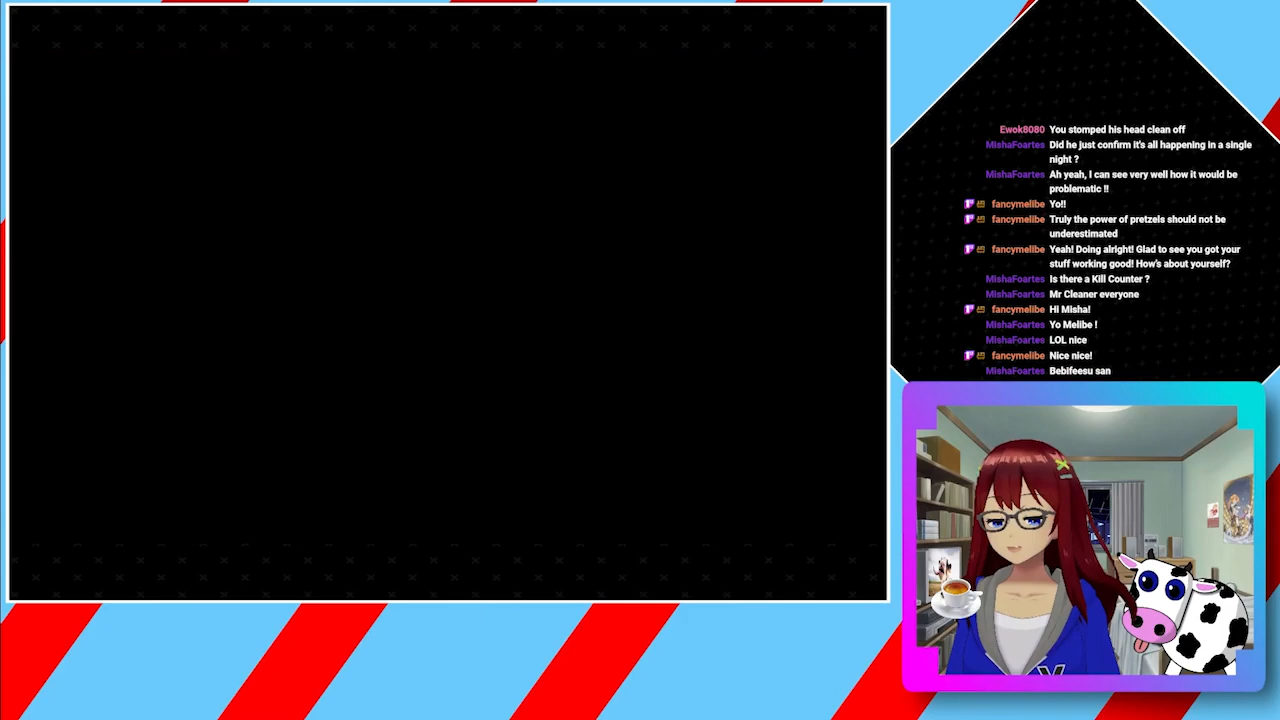 Ewok8080 You stomped his head clean off
MishaFoartes Did he just confirm it's all happening in a single
night ?
MishaFoartes Ah yeah, I can see very well how it would be
problematic !!
fancymelibe Yo!!
fancymelibe Truly the power of pretzels should not be
underestimated
fancymelibe Yeah! Doing alright! Glad to see you got your
stuff working good! How's about yourself?
MishaFoartes Is there a Kill Counter ?
MishaFoartes Mr Cleaner everyone
fancymelibe Hi Misha!
MishaFoartes Yo Melibe !
MishaFoartes LOL nice
fancymelibe Nice nice!
MishaFoartes Bebifeesu san